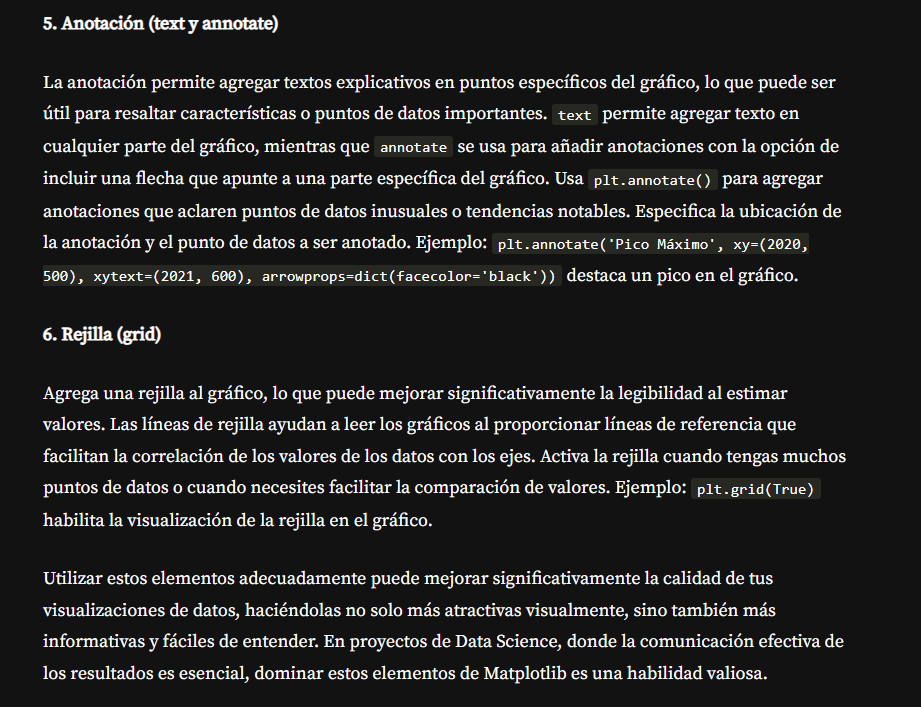 5. Anotación (text y annotate)
La anotación permite agregar textos explicativos en puntos específicos del gráfico, lo que puede ser
útil para resaltar características o puntos de datos importantes. text permite agregar texto en
cualquier parte del gráfico, mientras que annotate se usa para añadir anotaciones con la opción de
incluir una flecha que apunte a una parte específica del gráfico. Usa plt.annotate() para agregar
anotaciones que aclaren puntos de datos inusuales o tendencias notables. Especifica la ubicación de
la anotación y el punto de datos a ser anotado. Ejemplo: plt.annotate('Pico Máximo', xy=(2020,
500), xytext=(2021, 600), arrowprops=dict(facecolor='black')) destaca un pico en el gráfico.
6. Rejilla (grid)
Agrega una rejilla al gráfico, lo que puede mejorar significativamente la legibilidad al estimar
valores. Las líneas de rejilla ayudan a leer los gráficos al proporcionar líneas de referencia que
facilitan la correlación de los valores de los datos con los ejes. Activa la rejilla cuando tengas muchos
puntos de datos o cuando necesites facilitar la comparación de valores. Ejemplo: plt.grid(True)
habilita la visualización de la rejilla en el gráfico.
Utilizar estos elementos adecuadamente puede mejorar significativamente la calidad de tus
visualizaciones de datos, haciéndolas no solo más atractivas visualmente, sino también más
informativas y fáciles de entender. En proyectos de Data Science, donde la comunicación efectiva de
los resultados es esencial, dominar estos elementos de Matplotlib es una habilidad valiosa.